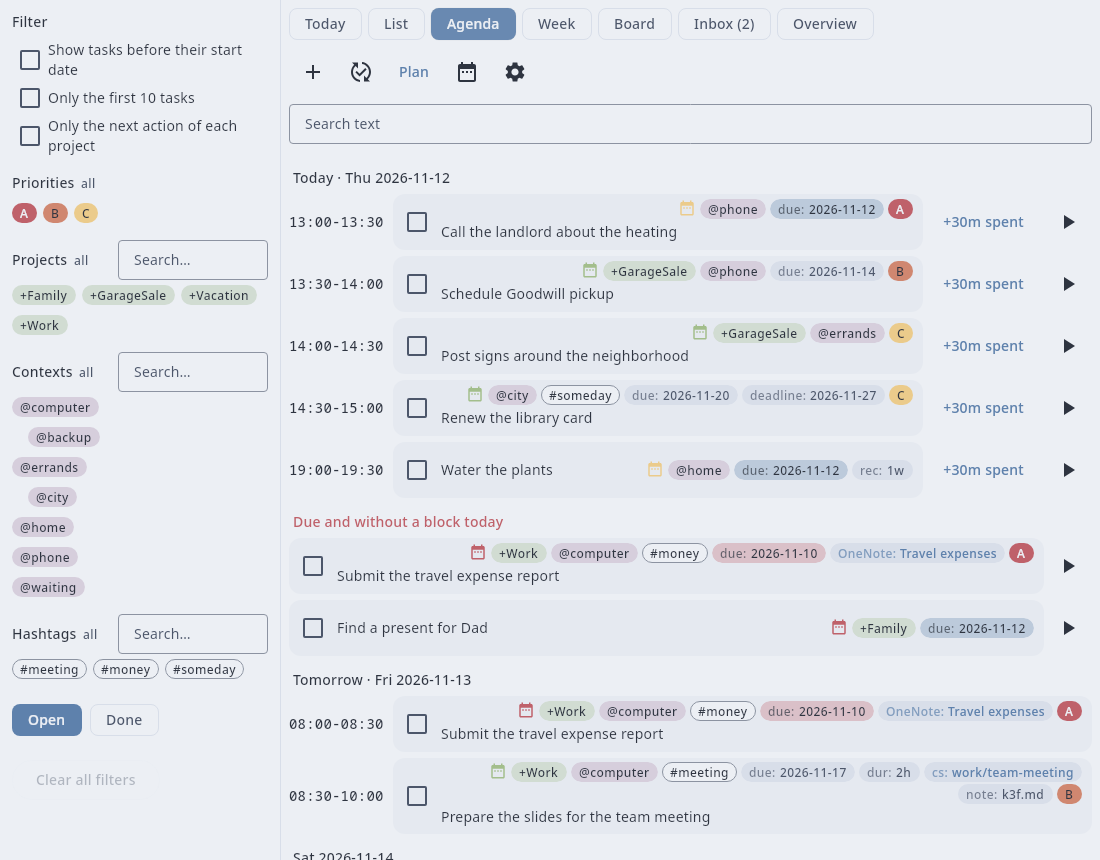 Filter
Show tasks before their start
date
Only the first 10 tasks
Only the next action of each
project
Priorities all
A B C
Projects all Search...
+Family +GarageSale +Vacation
+Work
Contexts all Search...
@computer
@backup
@errands
@city
@home
@phone
@waiting
Hashtags all Search...
#meeting #money #someday
Open Done
Clear all filters
Today List Agenda Week Board Inbox (2) Overview
Plan
Search text
Today · Thu 2026-11-12
13:00-13:30 @phone due: 2026-11-12 A
Call the landlord about the heating +30m spent
13:30-14:00 +GarageSale @phone due: 2026-11-14 B
Schedule Goodwill pickup +30m spent
14:00-14:30 +GarageSale @errands C
Post signs around the neighborhood +30m spent
14:30-15:00 @city #someday due: 2026-11-20 deadline: 2026-11-27 C
Renew the library card +30m spent
19:00-19:30 Water the plants @home due: 2026-11-12 rec: 1w +30m spent
Due and without a block today
+Work @computer #money due: 2026-11-10 OneNote: Travel expenses A
Submit the travel expense report
Find a present for Dad +Family due: 2026-11-12
Tomorrow · Fri 2026-11-13
08:00-08:30 +Work @computer #money due: 2026-11-10 OneNote: Travel expenses A
Submit the travel expense report
08:30-10:00 +Work @computer #meeting due: 2026-11-17 dur: 2h cs: work/team-meeting
note: k3f.md B
Prepare the slides for the team meeting
Sat 2026-11-14